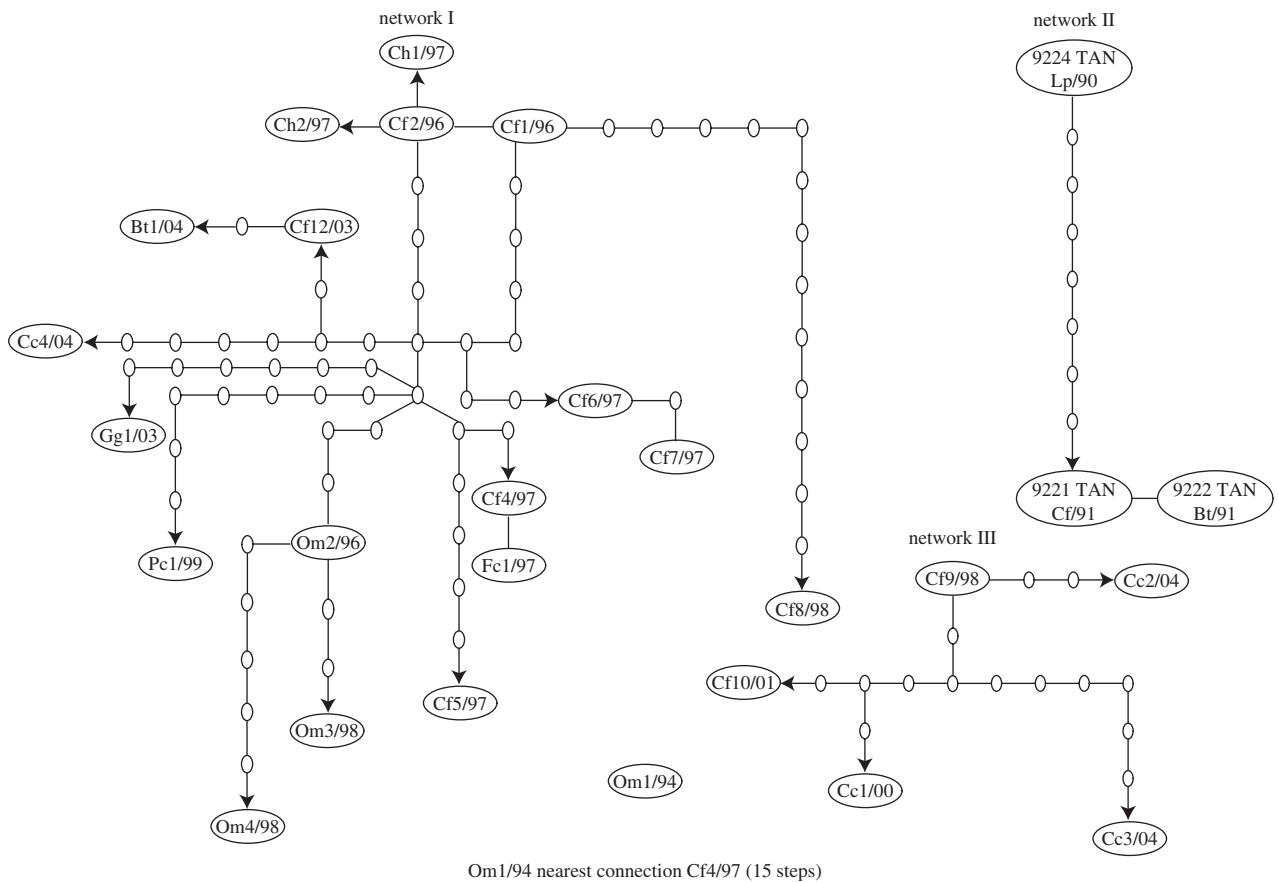 network I
network II
Ch1/97
9224 TAN
Lp/90
Ch2/97
Cf2/96
Cf1/96
Bt1/04
Cf12/03
Cc4/04
Cf6/97
Gg1/03
Cf7/97
Cf4/97
9221 TAN
Cf/91
9222 TAN
Bt/91
Om2/96
network III
Pc1/99
Fc1/97
Cf9/98
Cc2/04
Cf8/98
Cf10/01
Cf5/97
Om3/98
Om1/94
Cc1/00
Om4/98
Cc3/04
Om1/94 nearest connection Cf4/97 (15 steps)